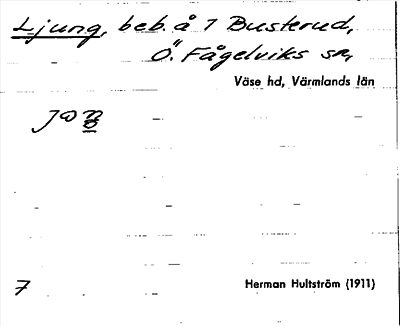 Ljung, beb. å 7 Busterud,
Ö. Fågelviks sn,
Väse hd, Värmlands län
7
Herman Hultström (1911)